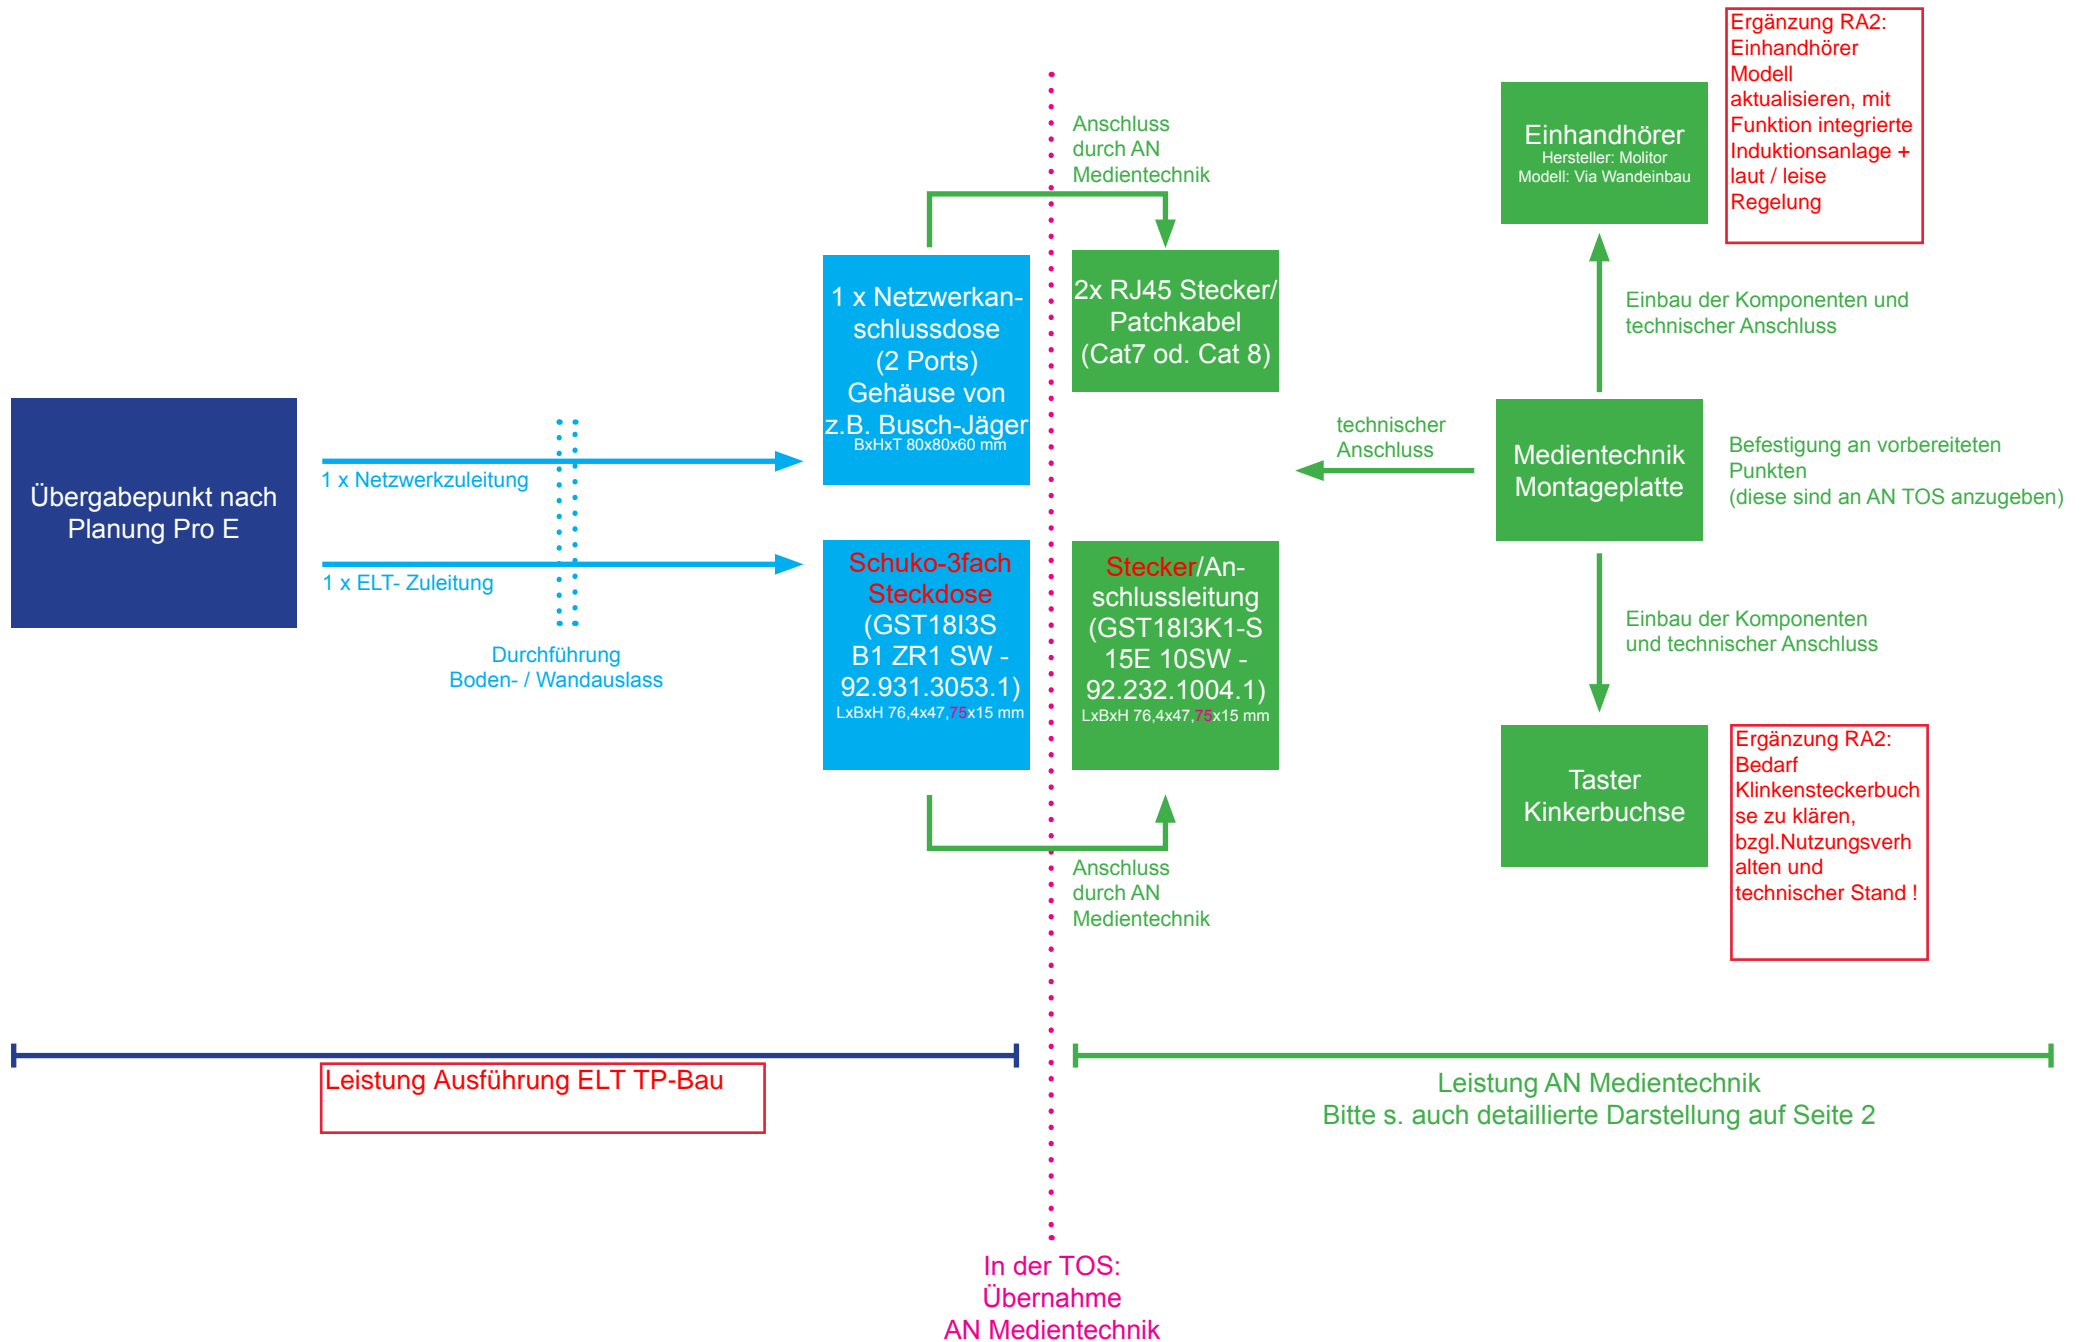 Übergabepunkt nach
Planung Pro E
1 x Netzwerkzuleitung
1 x ELT- Zuleitung
Durchführung
Boden- / Wandauslass
1 x Netzwerkan-
schlussdose
(2 Ports)
Gehäuse von
z.B. Busch-Jäger
BxHxT 80x80x60 mm
Schuko-3fach
Steckdose
(GST18I3S
B1 ZR1 SW -
92.931.3053.1)
LxBxH 76,4x47,75x15 mm
Anschluss
durch AN
Medientechnik
2x RJ45 Stecker/
Patchkabel
(Cat7 od. Cat 8)
Stecker/An-
schlussleitung
(GST18I3K1-S
15E 10SW -
92.232.1004.1)
LxBxH 76,4x47,75x15 mm
Anschluss
durch AN
Medientechnik
technischer
Anschluss
Einhandhörer
Hersteller: Molitor
Modell: Via Wandeinbau
Ergänzung RA2:
Einhandhörer
Modell
aktualisieren, mit
Funktion integrierte
Induktionsanlage +
laut / leise
Regelung
Einbau der Komponenten und
technischer Anschluss
Medientechnik
Montageplatte
Befestigung an vorbereiteten
Punkten
(diese sind an AN TOS anzugeben)
Einbau der Komponenten
und technischer Anschluss
Taster
Kinkerbuchse
Ergänzung RA2:
Bedarf
Klinkensteckerbuch
se zu klären,
bzgl.Nutzungsverh
alten und
technischer Stand !
Leistung Ausführung ELT TP-Bau
Leistung AN Medientechnik
Bitte s. auch detaillierte Darstellung auf Seite 2
In der TOS:
Übernahme
AN Medientechnik